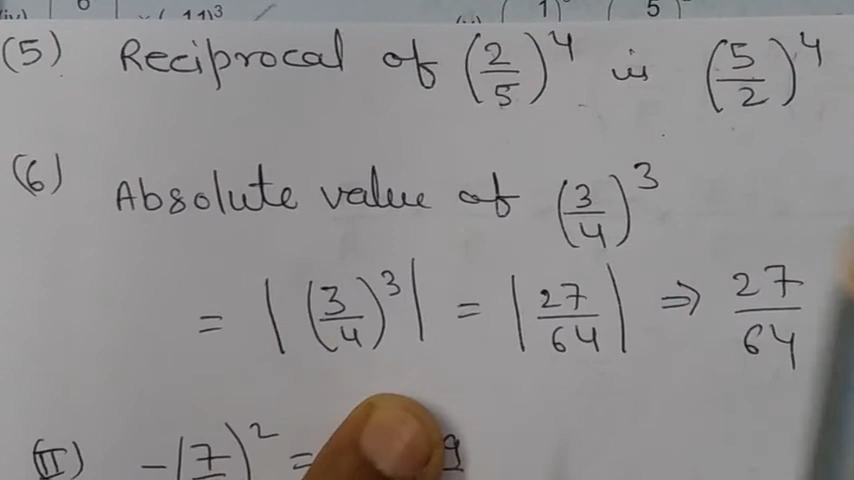 (5) Reciprocal of (2/5)^4 is (5/2)^4
(6) Absolute value of (3/4)^3
= |(3/4)^3| = |27/64| ⇒ 27/64
(II) -(7